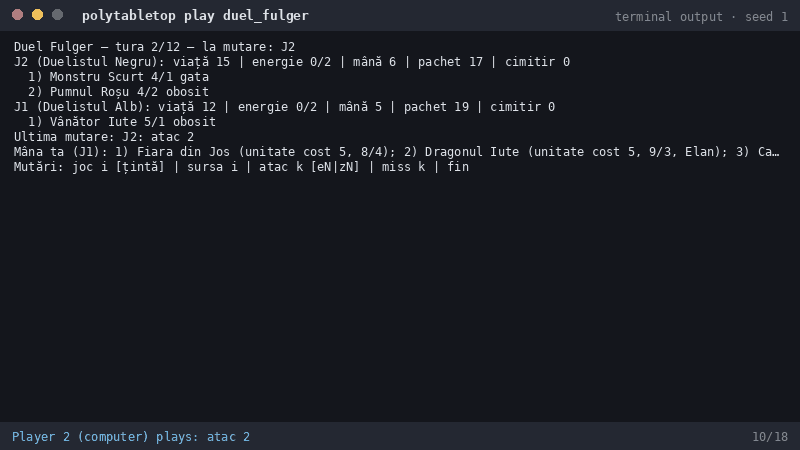 polytabletop play duel_fulger
terminal output · seed 1
Duel Fulger — tura 2/12 — la mutare: J2
J2 (Duelistul Negru): viață 15 | energie 0/2 | mână 6 | pachet 17 | cimitir 0
1) Monstru Scurt 4/1 gata
2) Pumnul Roșu 4/2 obosit
J1 (Duelistul Alb): viață 12 | energie 0/2 | mână 5 | pachet 19 | cimitir 0
1) Vânător Iute 5/1 obosit
Ultima mutare: J2: atac 2
Mâna ta (J1): 1) Fiara din Jos (unitate cost 5, 8/4); 2) Dragonul Iute (unitate cost 5, 9/3, Elan); 3) Ca…
Mutări: joc i [țintă] | sursa i | atac k [eN|zN] | miss k | fin
Player 2 (computer) plays: atac 2
10/18